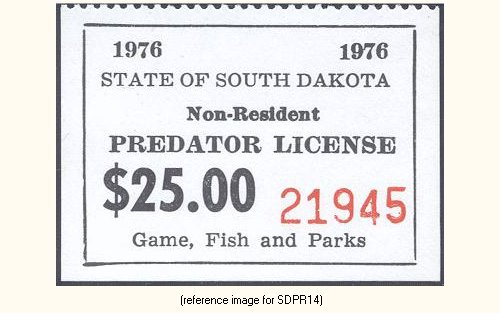 1976 1976
STATE OF SOUTH DAKOTA
Non-Resident
PREDATOR LICENSE
$25.00 21945
Game, Fish and Parks
(reference image for SDPR14)